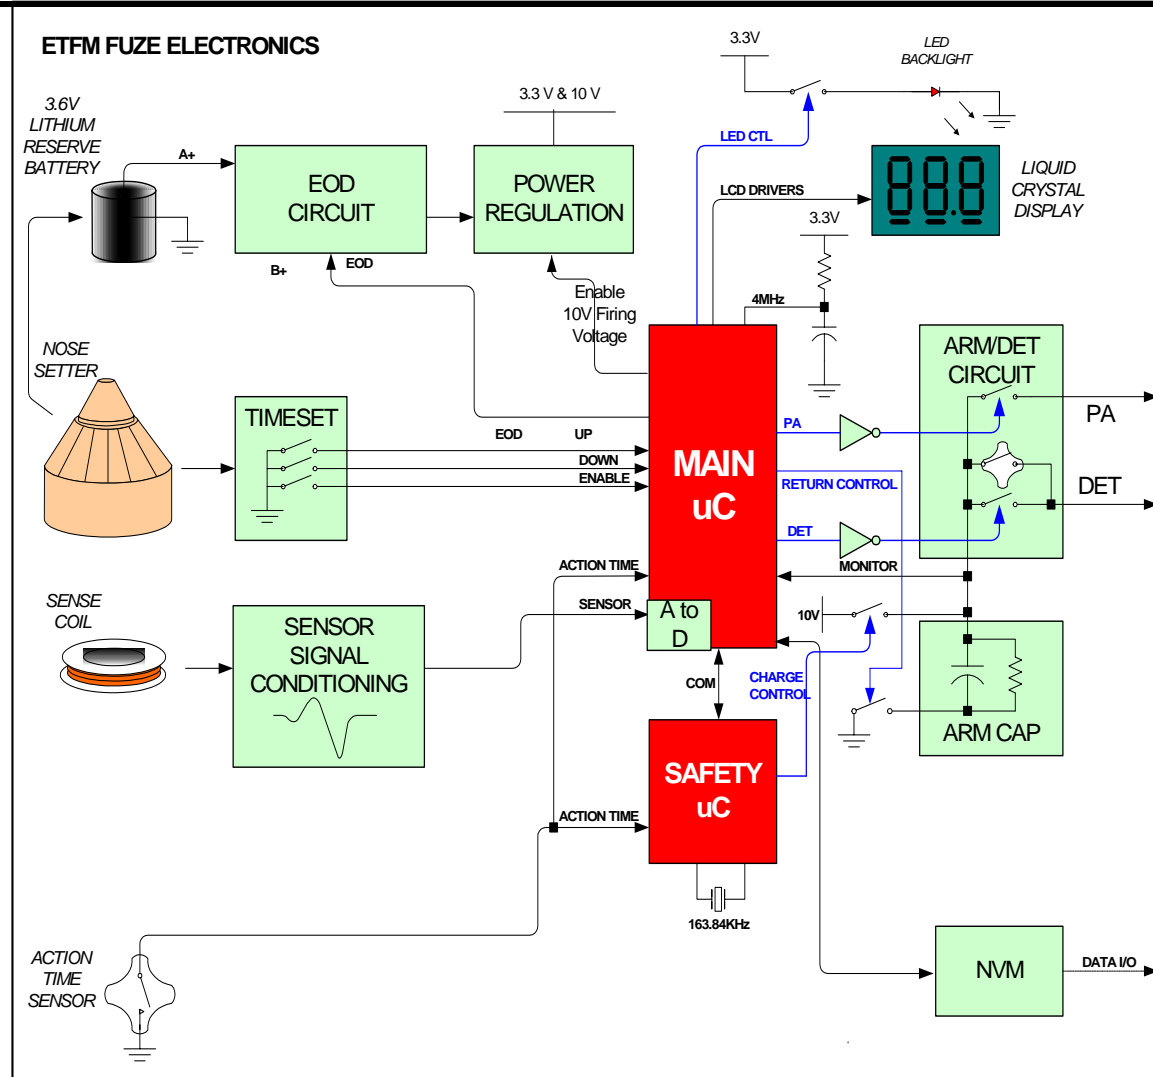 ETFM FUZE ELECTRONICS
3.6V
LITHIUM
RESERVE
BATTERY
A+
EOD
CIRCUIT
B+
EOD
3.3 V & 10 V
POWER
REGULATION
Enable
10V Firing
Voltage
3.3V
LED
BACKLIGHT
LED CTL
LCD DRIVERS
88.8
LIQUID
CRYSTAL
DISPLAY
3.3V
4MHz
NOSE
SETTER
TIMESET
EOD
UP
DOWN
ENABLE
MAIN
uC
PA
RETURN CONTROL
DET
MONITOR
ARM/DET
CIRCUIT
PA
DET
ACTION TIME
SENSOR
A to
D
10V
SENSE
COIL
SENSOR
SIGNAL
CONDITIONING
COM
CHARGE
CONTROL
ARM CAP
SAFETY
uC
ACTION TIME
163.84KHz
ACTION
TIME
SENSOR
NVM
DATA I/O